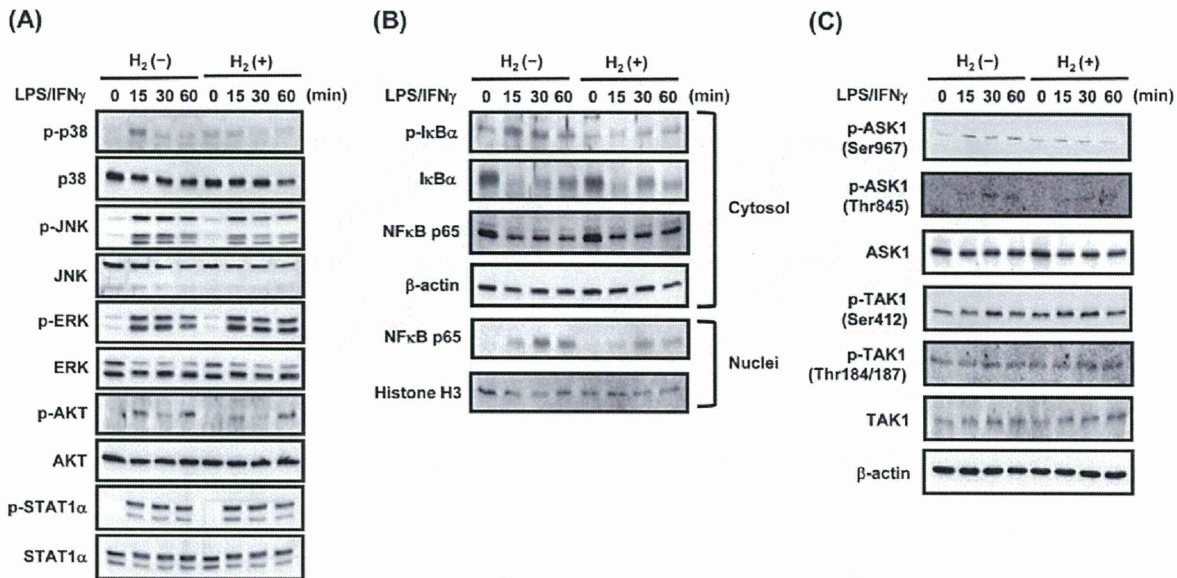 (A)
H₂ (−) H₂ (+)
LPS/IFNγ 0 15 30 60 0 15 30 60 (min)
p-p38
p38
p-JNK
JNK
p-ERK
ERK
p-AKT
AKT
p-STAT1α
STAT1α
(B)
H₂ (−) H₂ (+)
LPS/IFNγ 0 15 30 60 0 15 30 60 (min)
p-IκBα
IκBα
NFκB p65
β-actin
Cytosol
NFκB p65
Histone H3
Nuclei
(C)
H₂ (−) H₂ (+)
LPS/IFNγ 0 15 30 60 0 15 30 60 (min)
p-ASK1
(Ser967)
p-ASK1
(Thr845)
ASK1
p-TAK1
(Ser412)
p-TAK1
(Thr184/187)
TAK1
β-actin